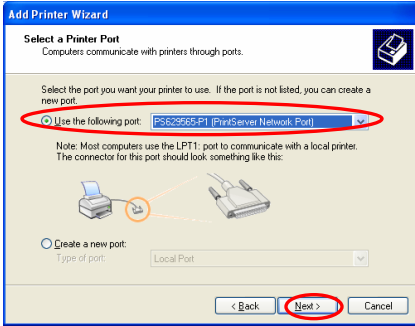 Add Printer Wizard
Select a Printer Port
Computers communicate with printers through ports.
Select the port you want your printer to use. If the port is not listed, you can create a
new port.
Use the following port: PS629565-P1 (PrintServer Network Port)
Note: Most computers use the LPT1: port to communicate with a local printer.
The connector for this port should look something like this:
Create a new port:
Type of port: Local Port
< Back Next > Cancel